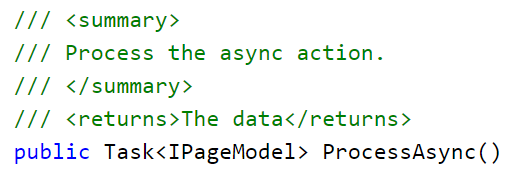 /// <summary>
/// Process the async action.
/// </summary>
/// <returns>The data</returns>
public Task<IPageModel> ProcessAsync()